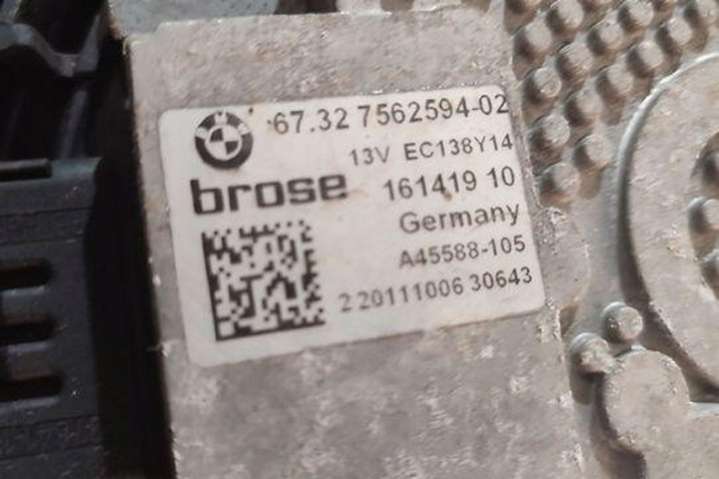 67.32 7562594-02
13V EC138Y14
brose 161419 10
Germany
A45588-105
2 20111006 30643